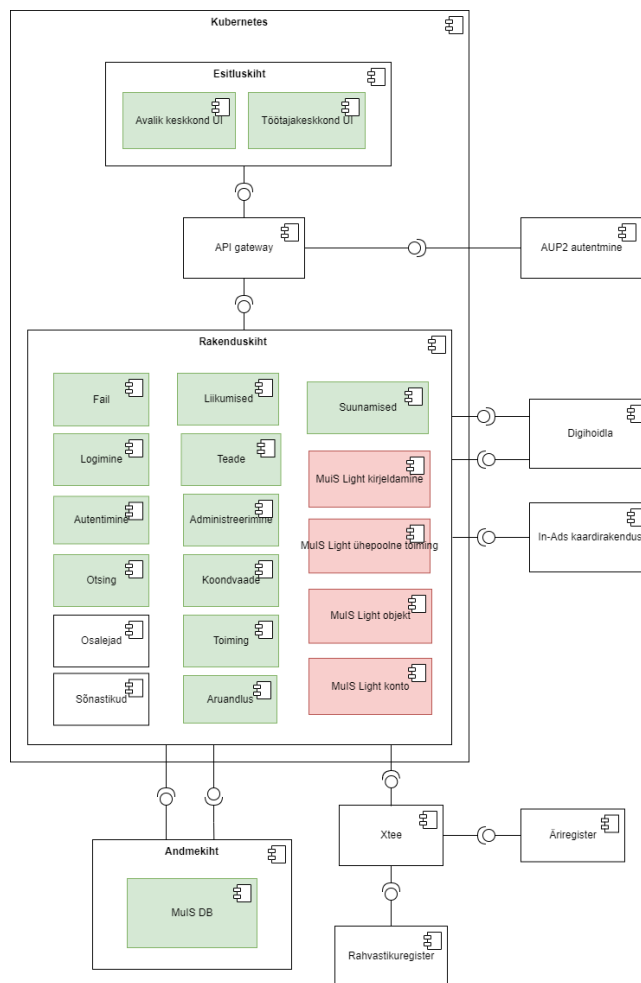 Kubernetes
Esitluskiht
Avalik keskkond UI
Töötajakeskkond UI
API gateway
AUP2 autentmine
Rakenduskiht
Fail
Liikumised
Suunamised
Digihoidla
Logimine
Teade
MuiS Light kirjeldamine
Autentimine
Administreerimine
MuIS Light ühepoolne toiming
In-Ads kaardirakendus
Otsing
Koondvaade
MuIS Light objekt
Osalejad
Toiming
MuIS Light konto
Sõnastikud
Aruandlus
Xtee
Äriregister
Andmekiht
MuIS DB
Rahvastikuregister